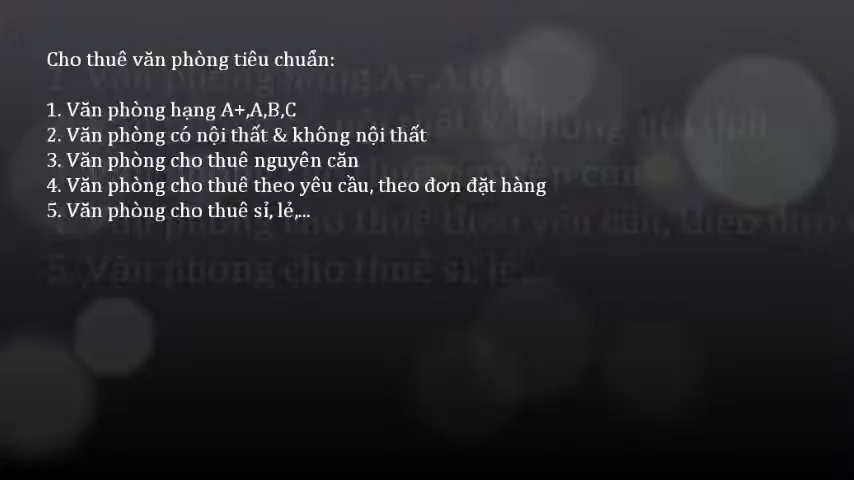 Cho thuê văn phòng tiêu chuẩn:
1. Văn phòng hạng A+,A,B,C
2. Văn phòng có nội thất & không nội thất
3. Văn phòng cho thuê nguyên căn
4. Văn phòng cho thuê theo yêu cầu, theo đơn đặt hàng
5. Văn phòng cho thuê sỉ, lẻ,...